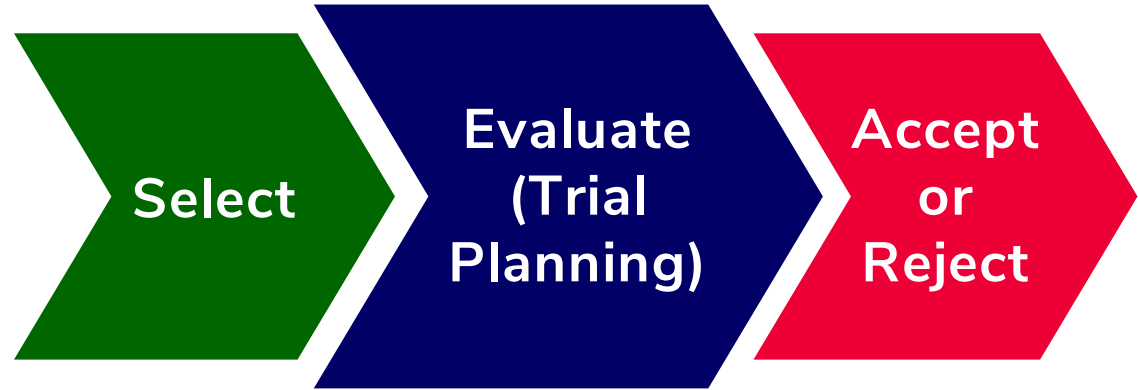 Select
Evaluate
(Trial
Planning)
Accept
or
Reject